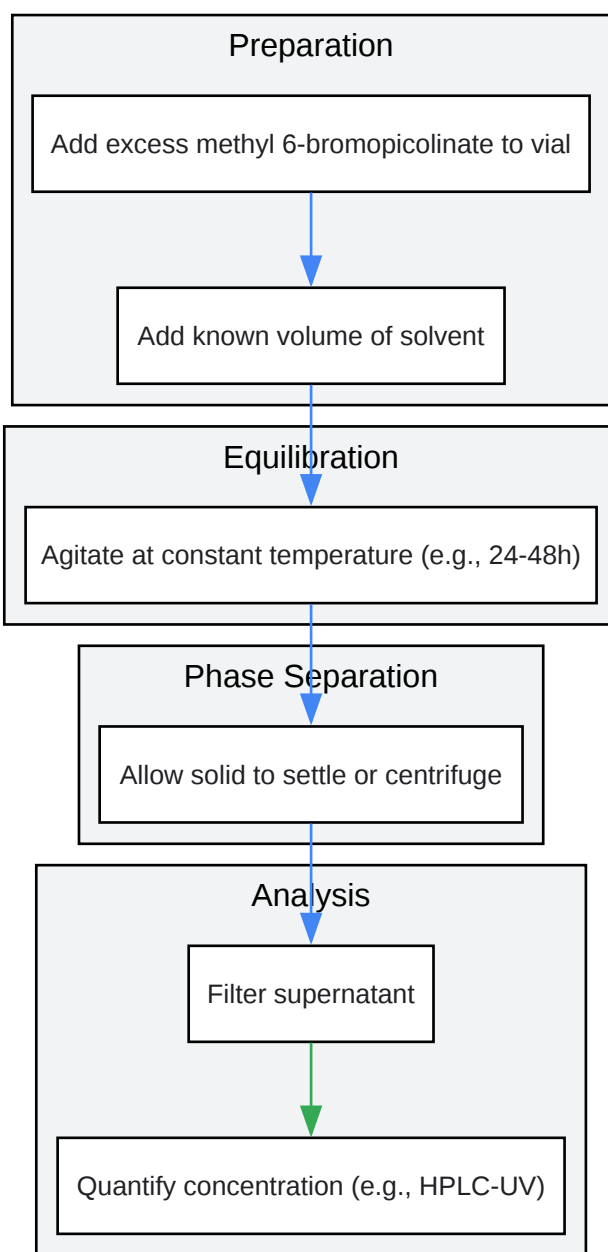 Preparation
Add excess methyl 6-bromopicolinate to vial
Add known volume of solvent
Equilibration
Agitate at constant temperature (e.g., 24-48h)
Phase Separation
Allow solid to settle or centrifuge
Analysis
Filter supernatant
Quantify concentration (e.g., HPLC-UV)